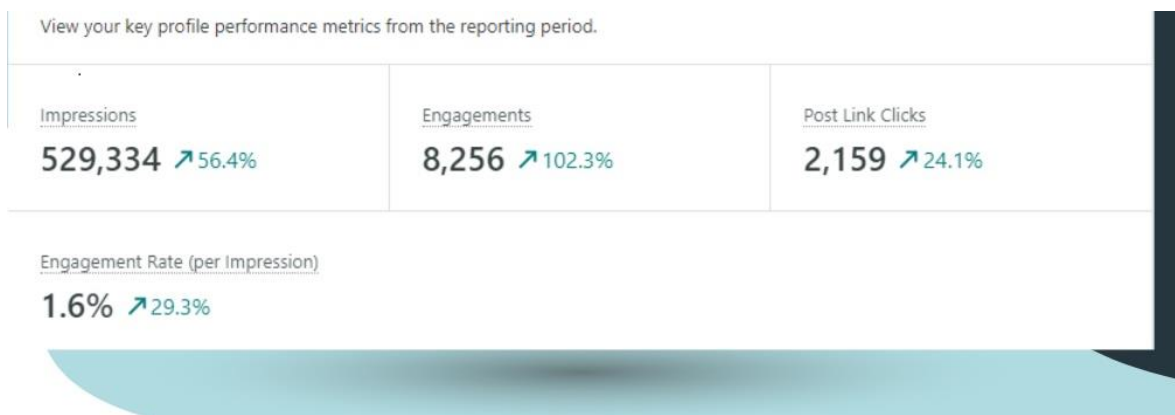 View your key profile performance metrics from the reporting period.
Impressions
529,334 ↗56.4%
Engagements
8,256 ↗102.3%
Post Link Clicks
2,159 ↗24.1%
Engagement Rate (per Impression)
1.6% ↗29.3%